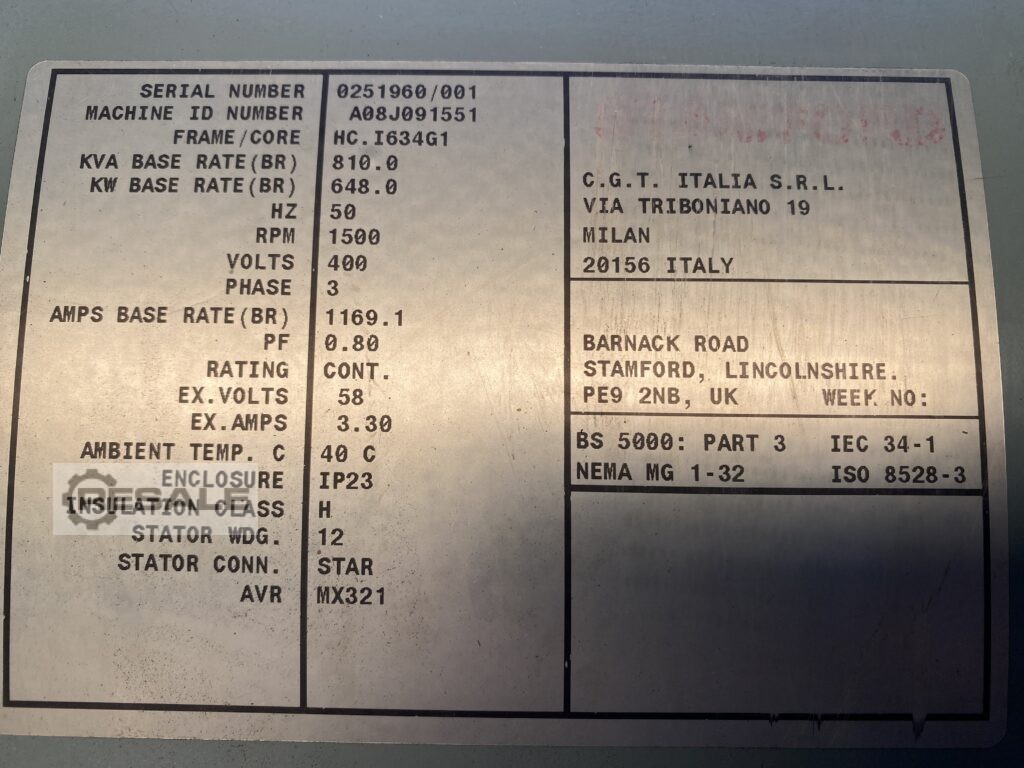 SERIAL NUMBER 0251960/001
MACHINE ID NUMBER A08J091551
FRAME/CORE HC.I634G1
KVA BASE RATE(BR) 810.0
KW BASE RATE(BR) 648.0
HZ 50
RPM 1500
VOLTS 400
PHASE 3
AMPS BASE RATE(BR) 1169.1
PF 0.80
RATING CONT.
EX.VOLTS 58
EX.AMPS 3.30
AMBIENT TEMP. C 40 C
ENCLOSURE IP23
INSULATION CLASS H
STATOR WDG. 12
STATOR CONN. STAR
AVR MX321
RESALE
C.G.T. ITALIA S.R.L.
VIA TRIBONIANO 19
MILAN
20156 ITALY
BARNACK ROAD
STAMFORD, LINCOLNSHIRE.
PE9 2NB, UK WEEK NO:
BS 5000: PART 3 IEC 34-1
NEMA MG 1-32 ISO 8528-3